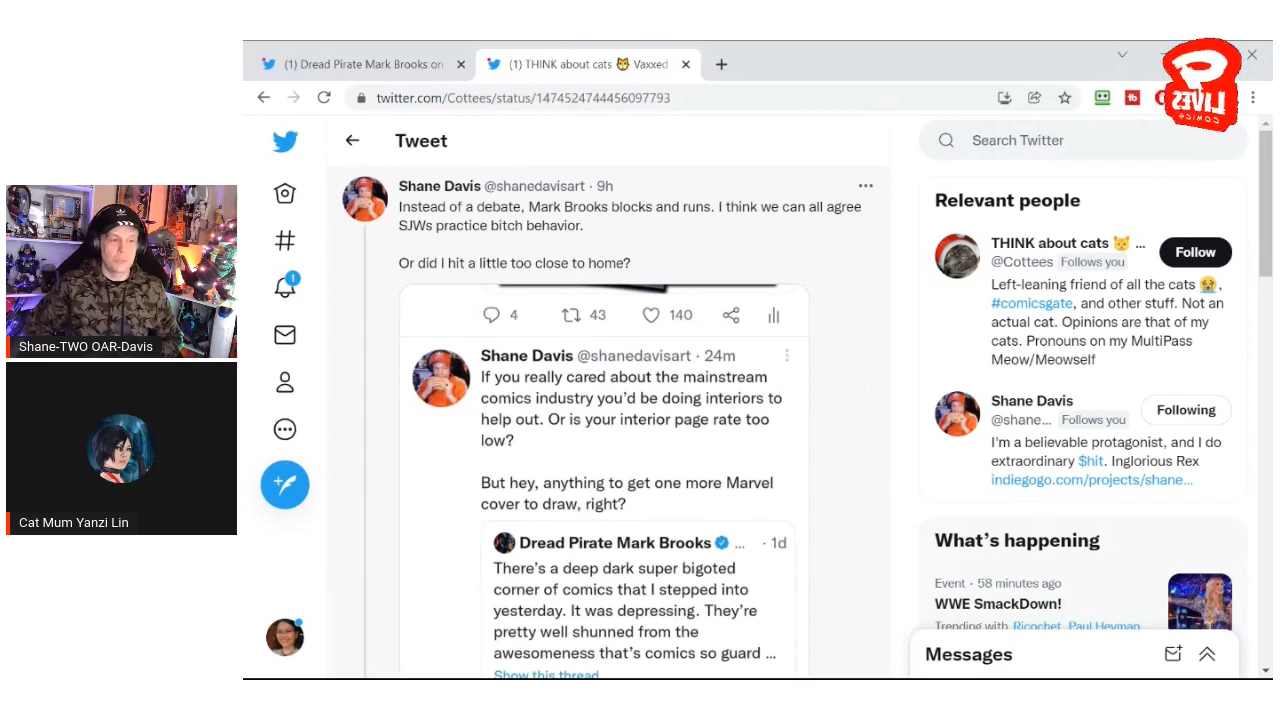 (1) Dread Pirate Mark Brooks on
(1) THINK about cats 🐱 Vaxxed
twitter.com/Cottees/status/1474524744456097793
LIVES
COMICS
Tweet
Search Twitter
Shane Davis @shanedavisart · 9h
Instead of a debate, Mark Brooks blocks and runs. I think we can all agree
SJWs practice bitch behavior.
Or did I hit a little too close to home?
4 43 140
Shane Davis @shanedavisart · 24m
If you really cared about the mainstream
comics industry you’d be doing interiors to
help out. Or is your interior page rate too
low?
But hey, anything to get one more Marvel
cover to draw, right?
Dread Pirate Mark Brooks ... · 1d
There’s a deep dark super bigoted
corner of comics that I stepped into
yesterday. It was depressing. They’re
pretty well shunned from the
awesomeness that’s comics so guard ...
Show this thread
Relevant people
THINK about cats 🐱 ...
@Cottees Follows you
Follow
Left-leaning friend of all the cats 😭,
#comicsgate, and other stuff. Not an
actual cat. Opinions are that of my
cats. Pronouns on my MultiPass
Meow/Meowself
Shane Davis
@shane... Follows you
Following
I’m a believable protagonist, and I do
extraordinary $hit. Inglorious Rex
indiegogo.com/projects/shane...
What’s happening
Event · 58 minutes ago
WWE SmackDown!
Trending with Ricochet, Paul Heyman
Messages
1
Shane-TWO OAR-Davis
Cat Mum Yanzi Lin